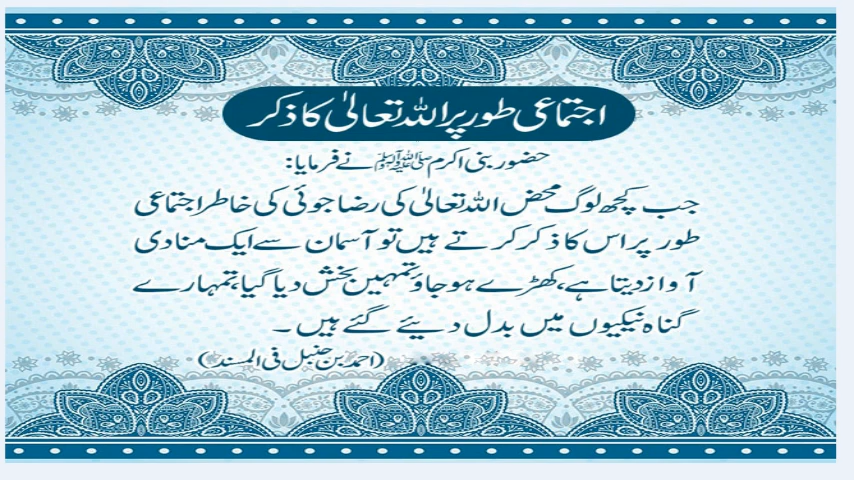 اجتماعی طور پر اللہ تعالیٰ کا ذکر
حضور نبی اکرم ﷺ نے فرمایا:
جب کچھ لوگ محض اللہ تعالیٰ کی رضا جوئی کی خاطر اجتماعی
طور پر اس کا ذکر کرتے ہیں تو آسمان سے ایک منادی
آواز دیتا ہے، کھڑے ہو جاؤ تمہیں بخش دیا گیا، تمہارے
گناہ نیکیوں میں بدل دیئے گئے ہیں ۔
(احمد بن حنبل فی المسند)